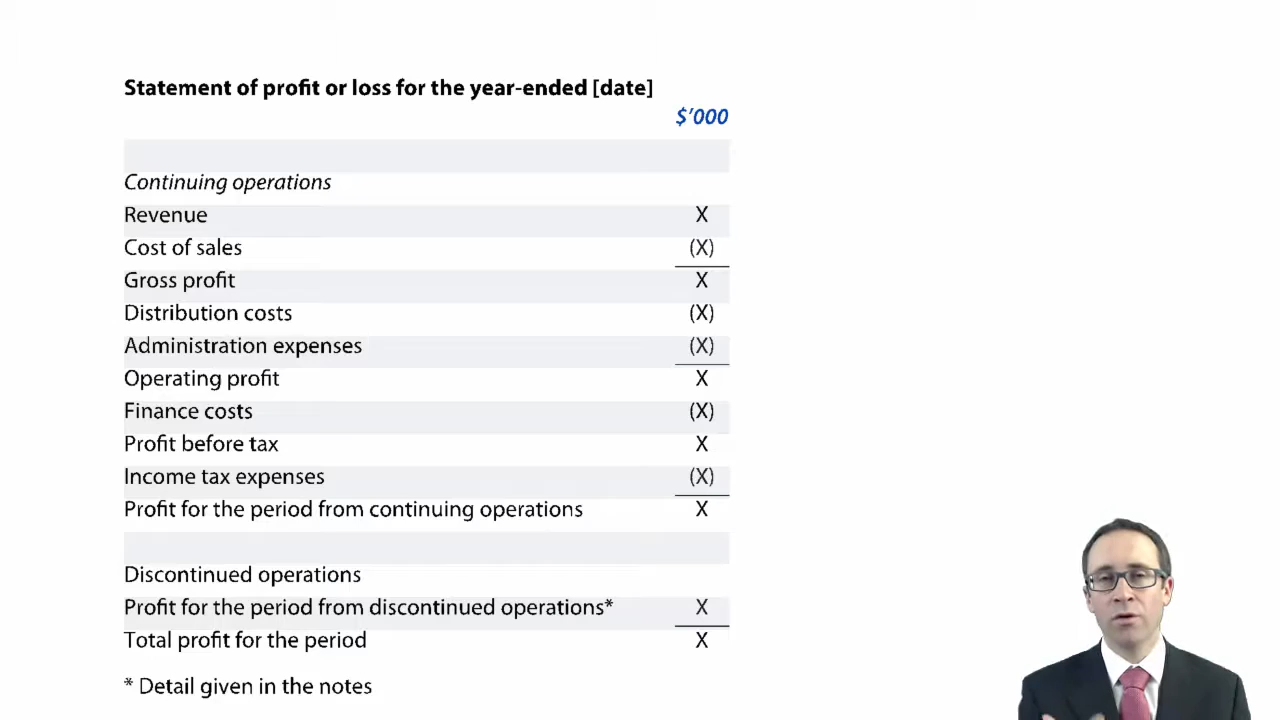 Statement of profit or loss for the year-ended [date]
$'000
Continuing operations
Revenue X
Cost of sales (X)
Gross profit X
Distribution costs (X)
Administration expenses (X)
Operating profit X
Finance costs (X)
Profit before tax X
Income tax expenses (X)
Profit for the period from continuing operations X
Discontinued operations
Profit for the period from discontinued operations* X
Total profit for the period X
* Detail given in the notes